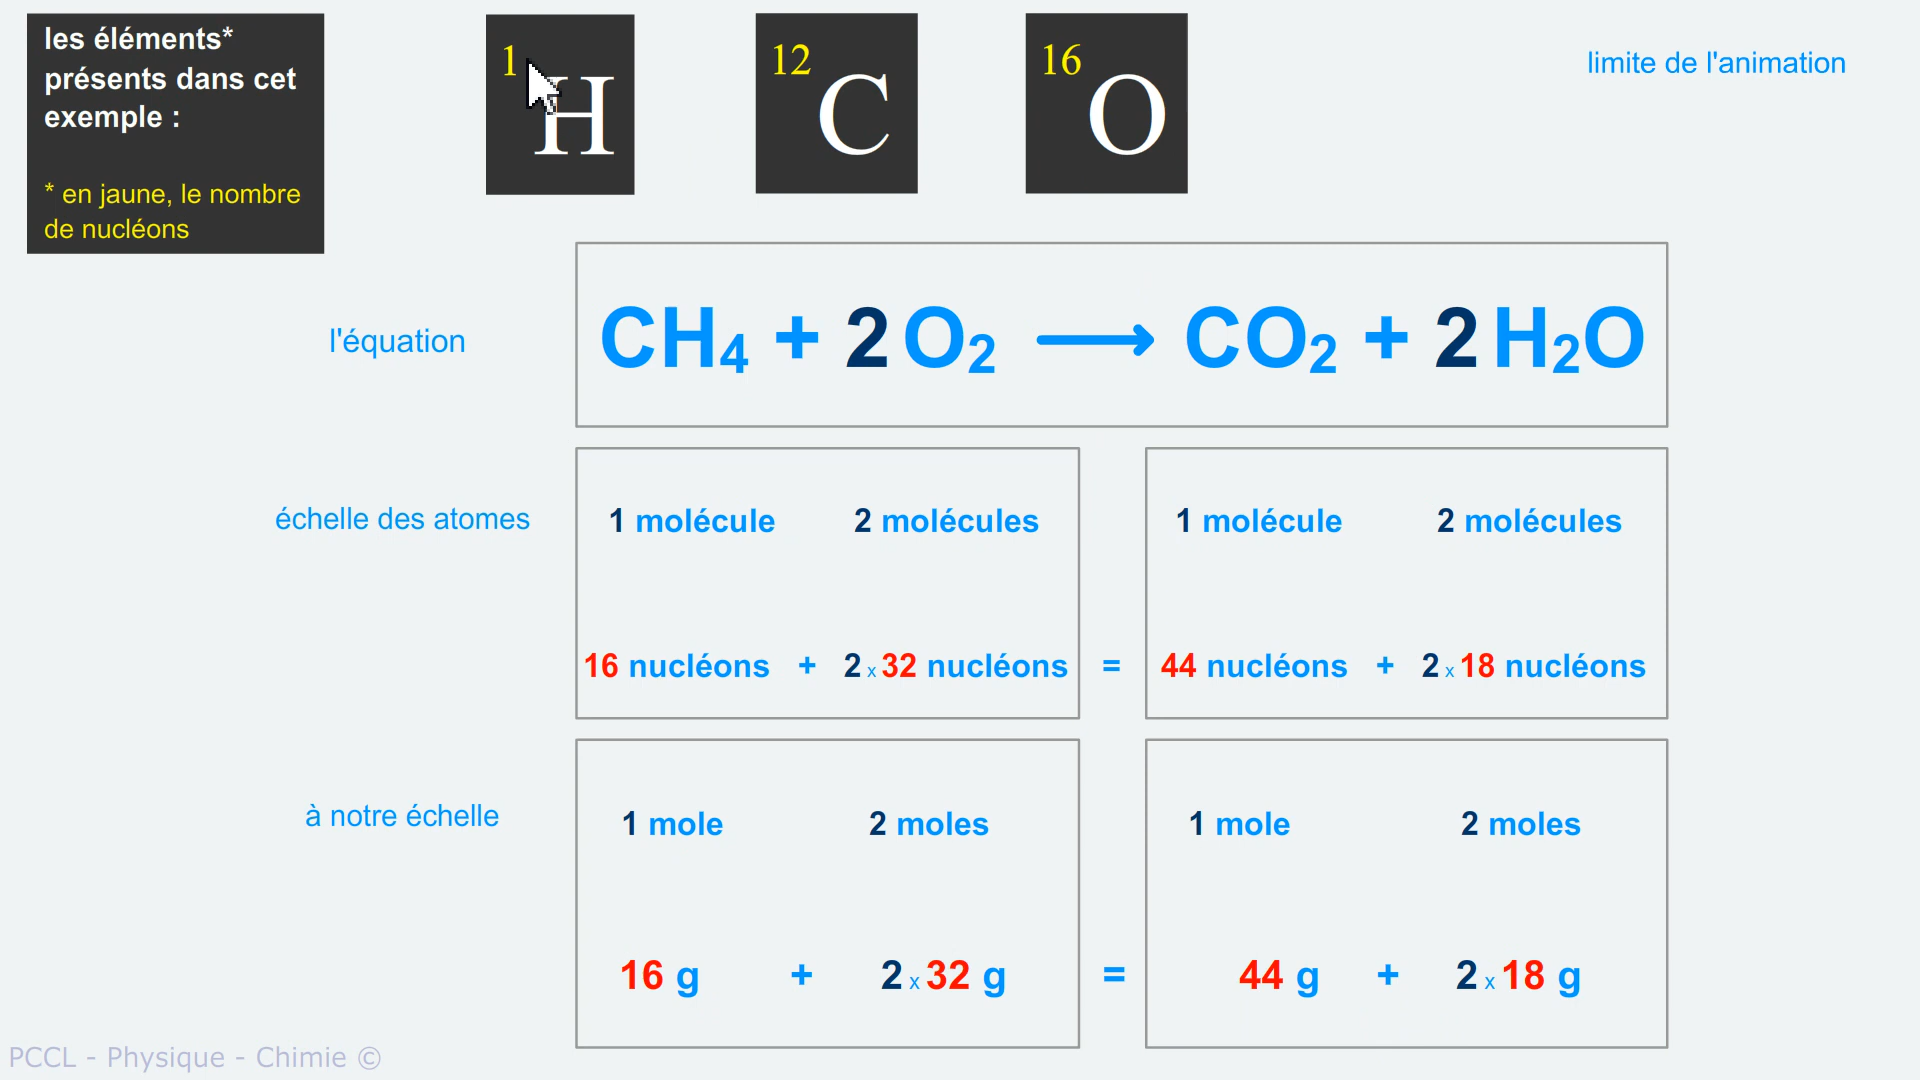 les éléments*
présents dans cet
exemple :
* en jaune, le nombre
de nucléons
1 H
12 C
16 O
limite de l'animation
l'équation
CH₄ + 2 O₂ ⟶ CO₂ + 2 H₂O
échelle des atomes
1 molécule 2 molécules 1 molécule 2 molécules
16 nucléons + 2 x 32 nucléons = 44 nucléons + 2 x 18 nucléons
à notre échelle
1 mole 2 moles 1 mole 2 moles
16 g + 2 x 32 g = 44 g + 2 x 18 g
PCCL - Physique - Chimie ©